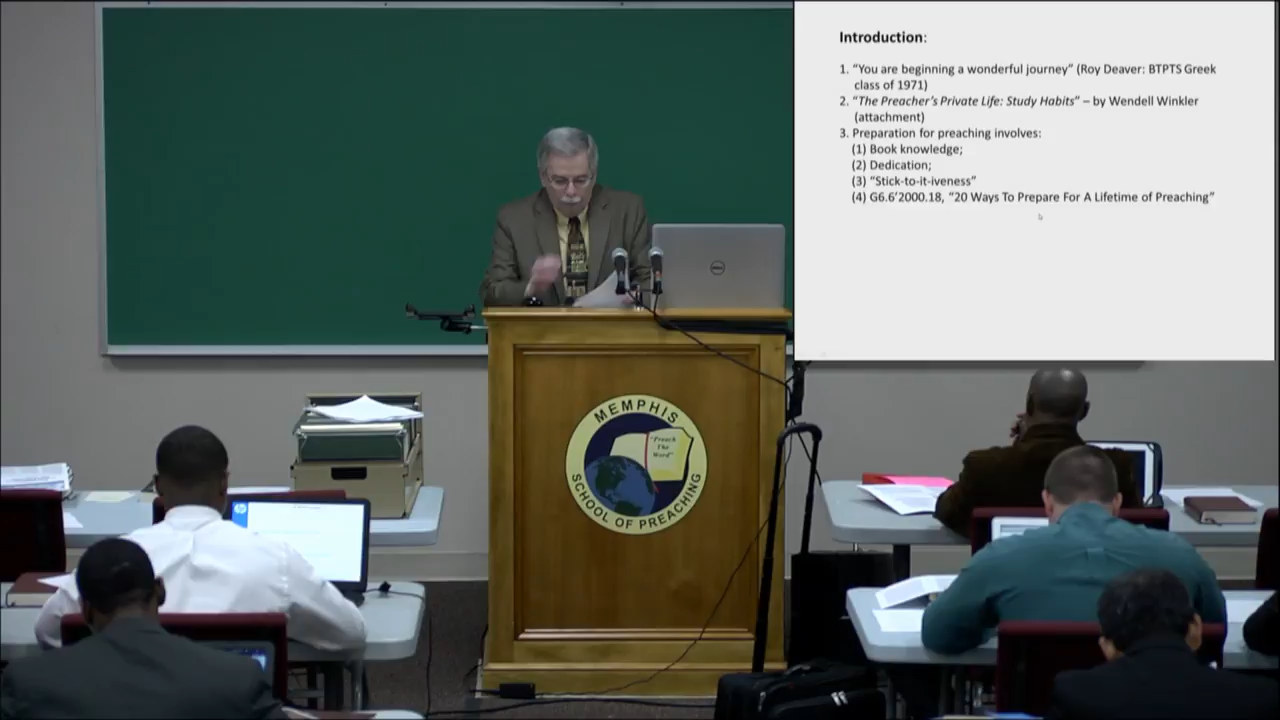 Introduction:
1. “You are beginning a wonderful journey” (Roy Deaver: BTPTS Greek
class of 1971)
2. “The Preacher’s Private Life: Study Habits” – by Wendell Winkler
(attachment)
3. Preparation for preaching involves:
(1) Book knowledge;
(2) Dedication;
(3) “Stick-to-it-iveness”
(4) G6.6’2000.18, “20 Ways To Prepare For A Lifetime of Preaching”
DELL
MEMPHIS
"Preach
The
Word"
SCHOOL OF PREACHING
hp